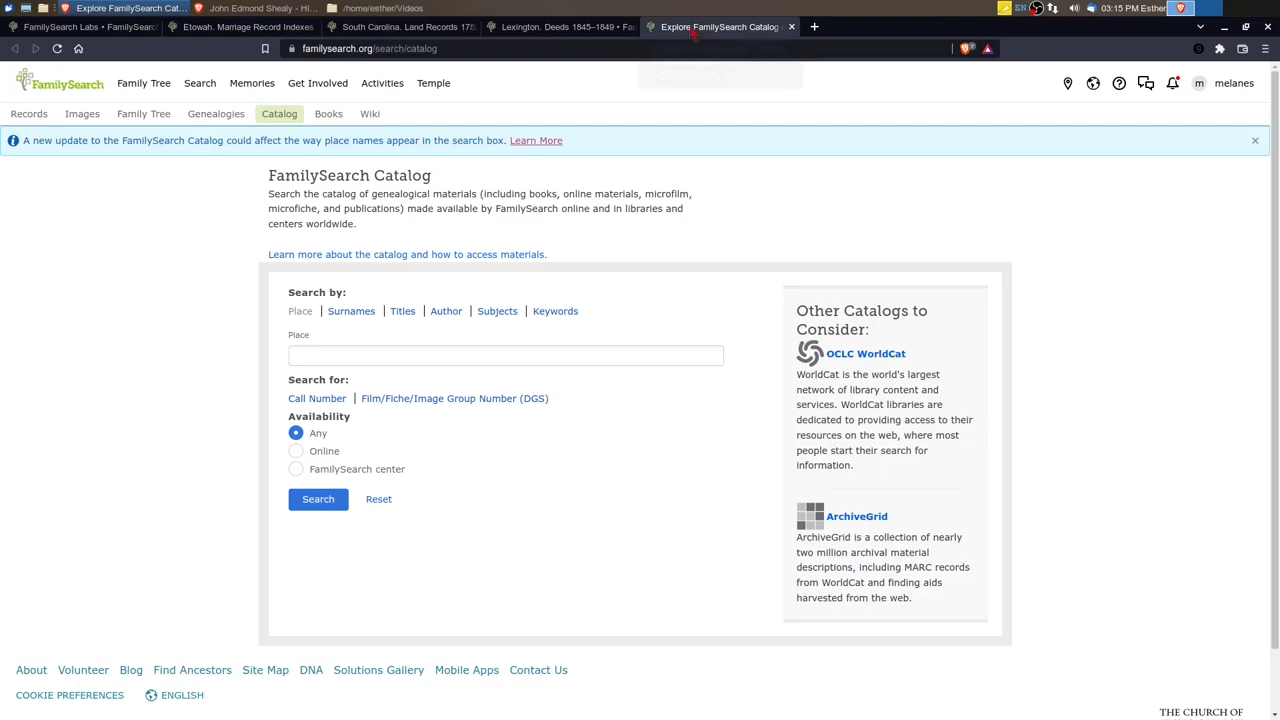 Explore FamilySearch Cat...
John Edmond Shealy - Hi...
/home/esther/Videos
EN
03:15 PM Esther
FamilySearch Labs • FamilySearc
Etowah. Marriage Record Indexes
South Carolina. Land Records 178
Lexington. Deeds 1845–1849 • Fa
Explore FamilySearch Catalog
familysearch.org/search/catalog
FamilySearch
Family Tree
Search
Memories
Get Involved
Activities
Temple
m
melanes
Records
Images
Family Tree
Genealogies
Catalog
Books
Wiki
A new update to the FamilySearch Catalog could affect the way place names appear in the search box. Learn More
FamilySearch Catalog
Search the catalog of genealogical materials (including books, online materials, microfilm,
microfiche, and publications) made available by FamilySearch online and in libraries and
centers worldwide.
Learn more about the catalog and how to access materials.
Search by:
Place | Surnames | Titles | Author | Subjects | Keywords
Place
Search for:
Call Number | Film/Fiche/Image Group Number (DGS)
Availability
Any
Online
FamilySearch center
Search
Reset
Other Catalogs to
Consider:
OCLC WorldCat
WorldCat is the world's largest
network of library content and
services. WorldCat libraries are
dedicated to providing access to their
resources on the web, where most
people start their search for
information.
ArchiveGrid
ArchiveGrid is a collection of nearly
two million archival material
descriptions, including MARC records
from WorldCat and finding aids
harvested from the web.
About
Volunteer
Blog
Find Ancestors
Site Map
DNA
Solutions Gallery
Mobile Apps
Contact Us
COOKIE PREFERENCES
ENGLISH
THE CHURCH OF